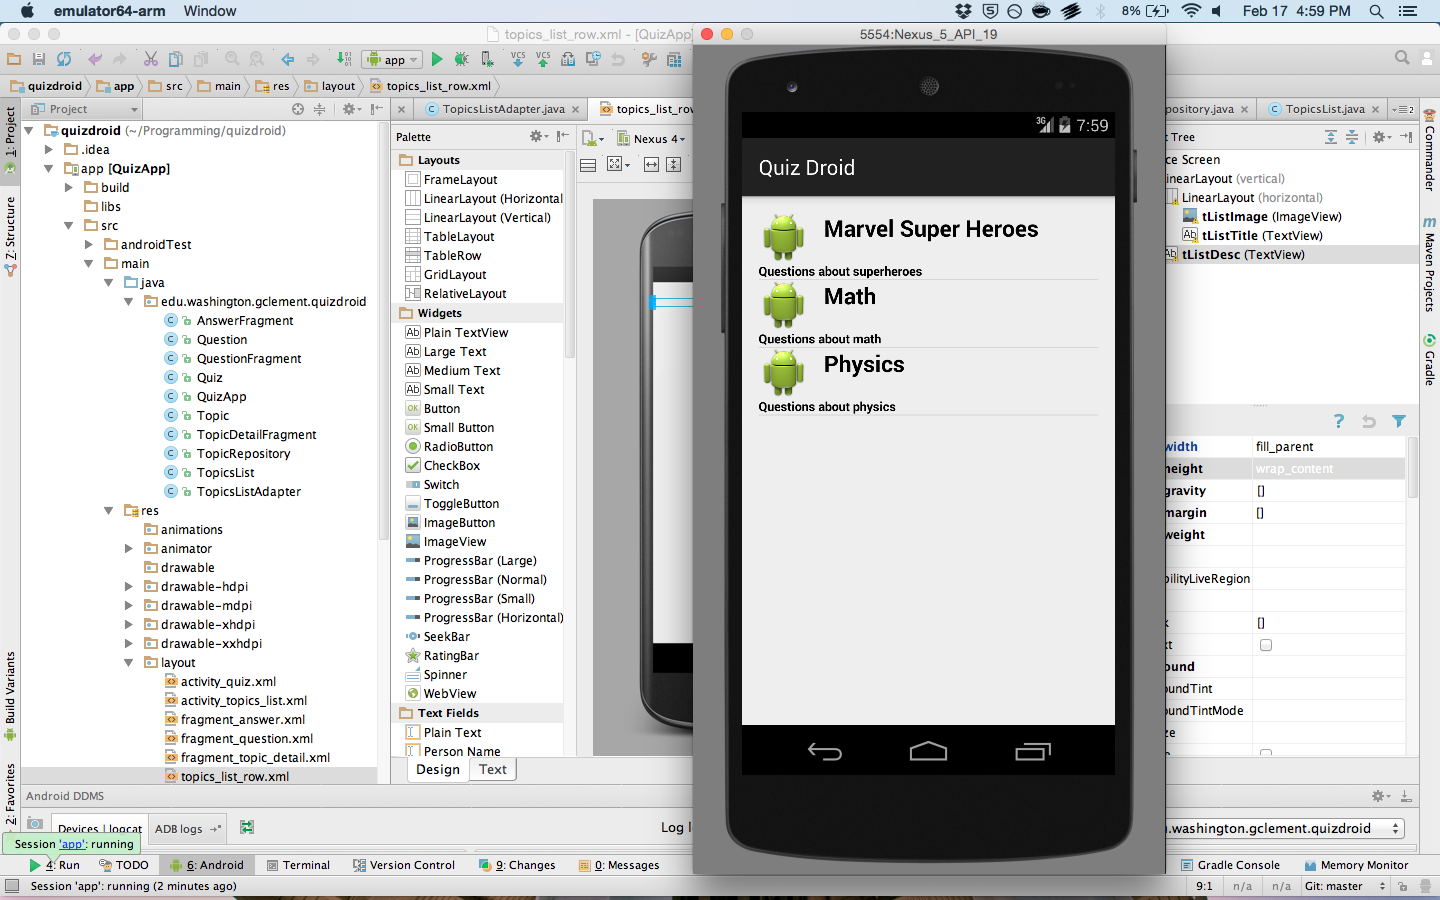 emulator64-arm Window 8% Feb 17 4:59 PM
topics_list_row.xml - [QuizApp]
5554:Nexus_5_API_19
app
quizdroid app src main res layout topics_list_row.xml
Project TopicsListAdapter.java topics_list_row pository.java TopicsList.java 2
1: Project
Z: Structure
Build Variants
2: Favorites
quizdroid (~/Programming/quizdroid)
.idea
app [QuizApp]
build
libs
src
androidTest
main
java
edu.washington.gclement.quizdroid
AnswerFragment
Question
QuestionFragment
Quiz
QuizApp
Topic
TopicDetailFragment
TopicRepository
TopicsList
TopicsListAdapter
res
animations
animator
drawable
drawable-hdpi
drawable-mdpi
drawable-xhdpi
drawable-xxhdpi
layout
activity_quiz.xml
activity_topics_list.xml
fragment_answer.xml
fragment_question.xml
fragment_topic_detail.xml
topics_list_row.xml
Palette
Nexus 4
Layouts
FrameLayout
LinearLayout (Horizontal
LinearLayout (Vertical)
TableLayout
TableRow
GridLayout
RelativeLayout
Widgets
Plain TextView
Large Text
Medium Text
Small Text
Button
Small Button
RadioButton
CheckBox
Switch
ToggleButton
ImageButton
ImageView
ProgressBar (Large)
ProgressBar (Normal)
ProgressBar (Small)
ProgressBar (Horizontal)
SeekBar
RatingBar
Spinner
WebView
Text Fields
Plain Text
Person Name
Design Text
3G 7:59
Quiz Droid
Marvel Super Heroes
Questions about superheroes
Math
Questions about math
Physics
Questions about physics
t Tree
ce Screen
inearLayout (vertical)
LinearLayout (horizontal)
tListImage (ImageView)
tListTitle (TextView)
tListDesc (TextView)
width fill_parent
height wrap_content
gravity []
margin []
weight
bilityLiveRegion
k []
xt
ound
oundTint
oundTintMode
ze
Commander
Maven Projects
Gradle
Android DDMS
Devices | logcat ADB logs Log l
.washington.gclement.quizdroid
Session 'app': running
4: Run TODO 6: Android Terminal Version Control 9: Changes 0: Messages Gradle Console Memory Monitor
Session 'app': running (2 minutes ago) 9:1 n/a n/a Git: master